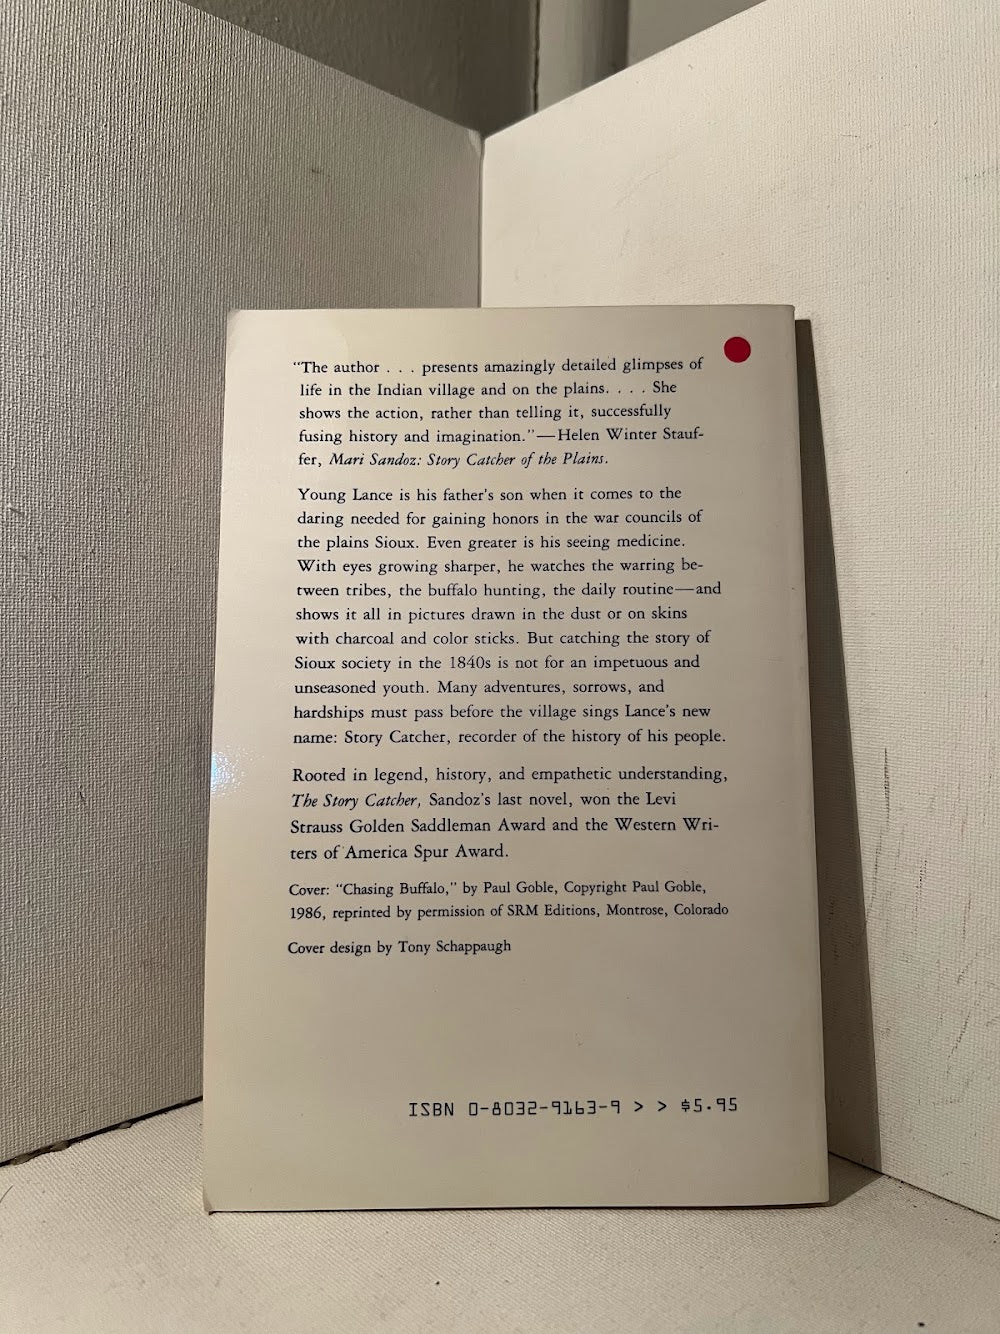 "The author . . . presents amazingly detailed glimpses of
life in the Indian village and on the plains. . . . She
shows the action, rather than telling it, successfully
fusing history and imagination."—Helen Winter Stauf-
fer, Mari Sandoz: Story Catcher of the Plains.
Young Lance is his father's son when it comes to the
daring needed for gaining honors in the war councils of
the plains Sioux. Even greater is his seeing medicine.
With eyes growing sharper, he watches the warring be-
tween tribes, the buffalo hunting, the daily routine—and
shows it all in pictures drawn in the dust or on skins
with charcoal and color sticks. But catching the story of
Sioux society in the 1840s is not for an impetuous and
unseasoned youth. Many adventures, sorrows, and
hardships must pass before the village sings Lance's new
name: Story Catcher, recorder of the history of his people.
Rooted in legend, history, and empathetic understanding,
The Story Catcher, Sandoz's last novel, won the Levi
Strauss Golden Saddleman Award and the Western Wri-
ters of America Spur Award.
Cover: "Chasing Buffalo," by Paul Goble, Copyright Paul Goble,
1986, reprinted by permission of SRM Editions, Montrose, Colorado
Cover design by Tony Schappaugh
ISBN 0-8032-9163-9 > > $5.95